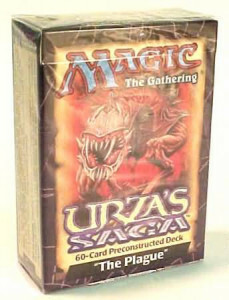 MAGIC
The Gathering
URZA'S
SAGA
60-Card Preconstructed Deck
"The Plague"